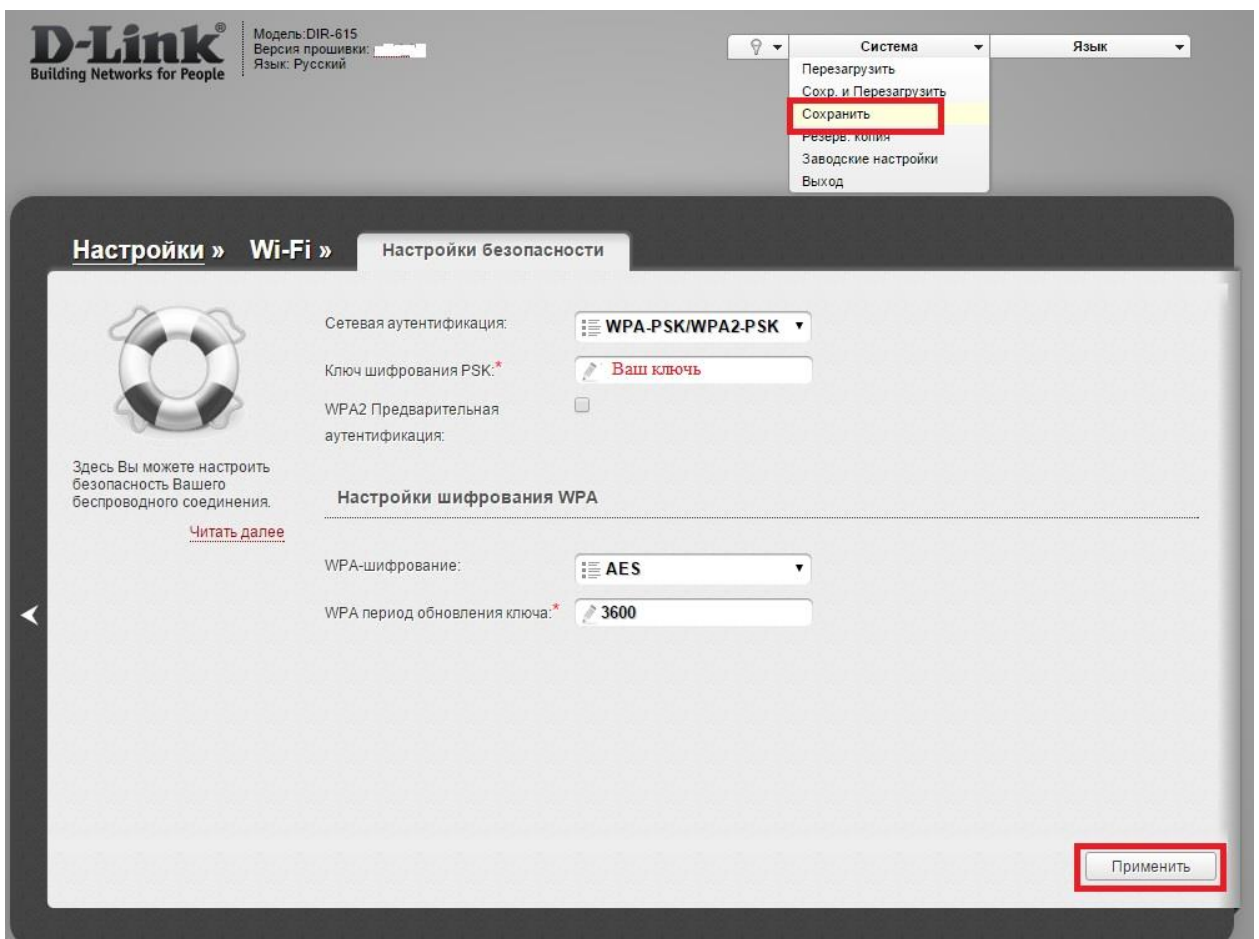 D-Link®
Building Networks for People
Модель:DIR-615
Версия прошивки:
Язык: Русский
Система
Язык
Перезагрузить
Сохр. и Перезагрузить
Сохранить
Резерв. копия
Заводские настройки
Выход
Настройки » Wi-Fi » Настройки безопасности
Здесь Вы можете настроить
безопасность Вашего
беспроводного соединения.
Читать далее
Сетевая аутентификация: WPA-PSK/WPA2-PSK
Ключ шифрования PSK:* Ваш ключь
WPA2 Предварительная
аутентификация:
Настройки шифрования WPA
WPA-шифрование: AES
WPA период обновления ключа:* 3600
Применить